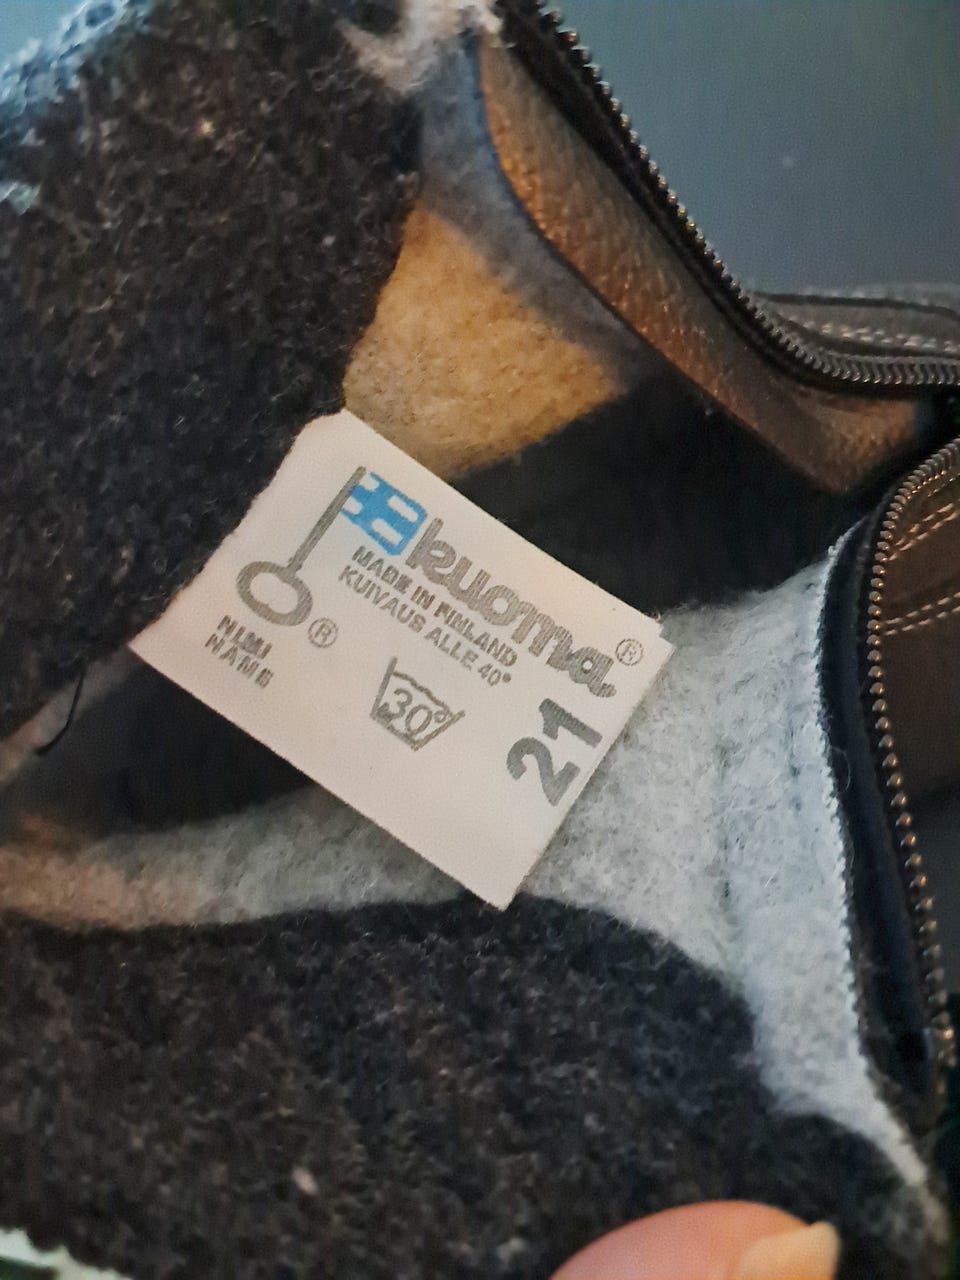 kuoma®
MADE IN FINLAND
KUIVAUS ALLE 40°
®
NIMI
NAME
30°
21